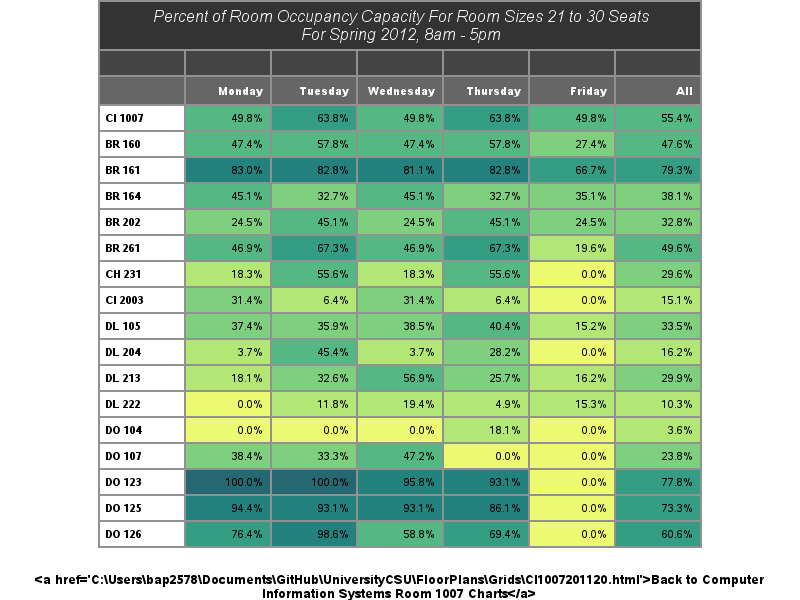 Percent of Room Occupancy Capacity For Room Sizes 21 to 30 Seats
For Spring 2012, 8am - 5pm
Monday Tuesday Wednesday Thursday Friday All
CI 1007 49.8% 63.8% 49.8% 63.8% 49.8% 55.4%
BR 160 47.4% 57.8% 47.4% 57.8% 27.4% 47.6%
BR 161 83.0% 82.8% 81.1% 82.8% 66.7% 79.3%
BR 164 45.1% 32.7% 45.1% 32.7% 35.1% 38.1%
BR 202 24.5% 45.1% 24.5% 45.1% 24.5% 32.8%
BR 261 46.9% 67.3% 46.9% 67.3% 19.6% 49.6%
CH 231 18.3% 55.6% 18.3% 55.6% 0.0% 29.6%
CI 2003 31.4% 6.4% 31.4% 6.4% 0.0% 15.1%
DL 105 37.4% 35.9% 38.5% 40.4% 15.2% 33.5%
DL 204 3.7% 45.4% 3.7% 28.2% 0.0% 16.2%
DL 213 18.1% 32.6% 56.9% 25.7% 16.2% 29.9%
DL 222 0.0% 11.8% 19.4% 4.9% 15.3% 10.3%
DO 104 0.0% 0.0% 0.0% 18.1% 0.0% 3.6%
DO 107 38.4% 33.3% 47.2% 0.0% 0.0% 23.8%
DO 123 100.0% 100.0% 95.8% 93.1% 0.0% 77.8%
DO 125 94.4% 93.1% 93.1% 86.1% 0.0% 73.3%
DO 126 76.4% 98.6% 58.8% 69.4% 0.0% 60.6%
<a href='C:\Users\bap2578\Documents\GitHub\UniversityCSU\FloorPlans\Grids\CI1007201120.html'>Back to Computer
Information Systems Room 1007 Charts</a>